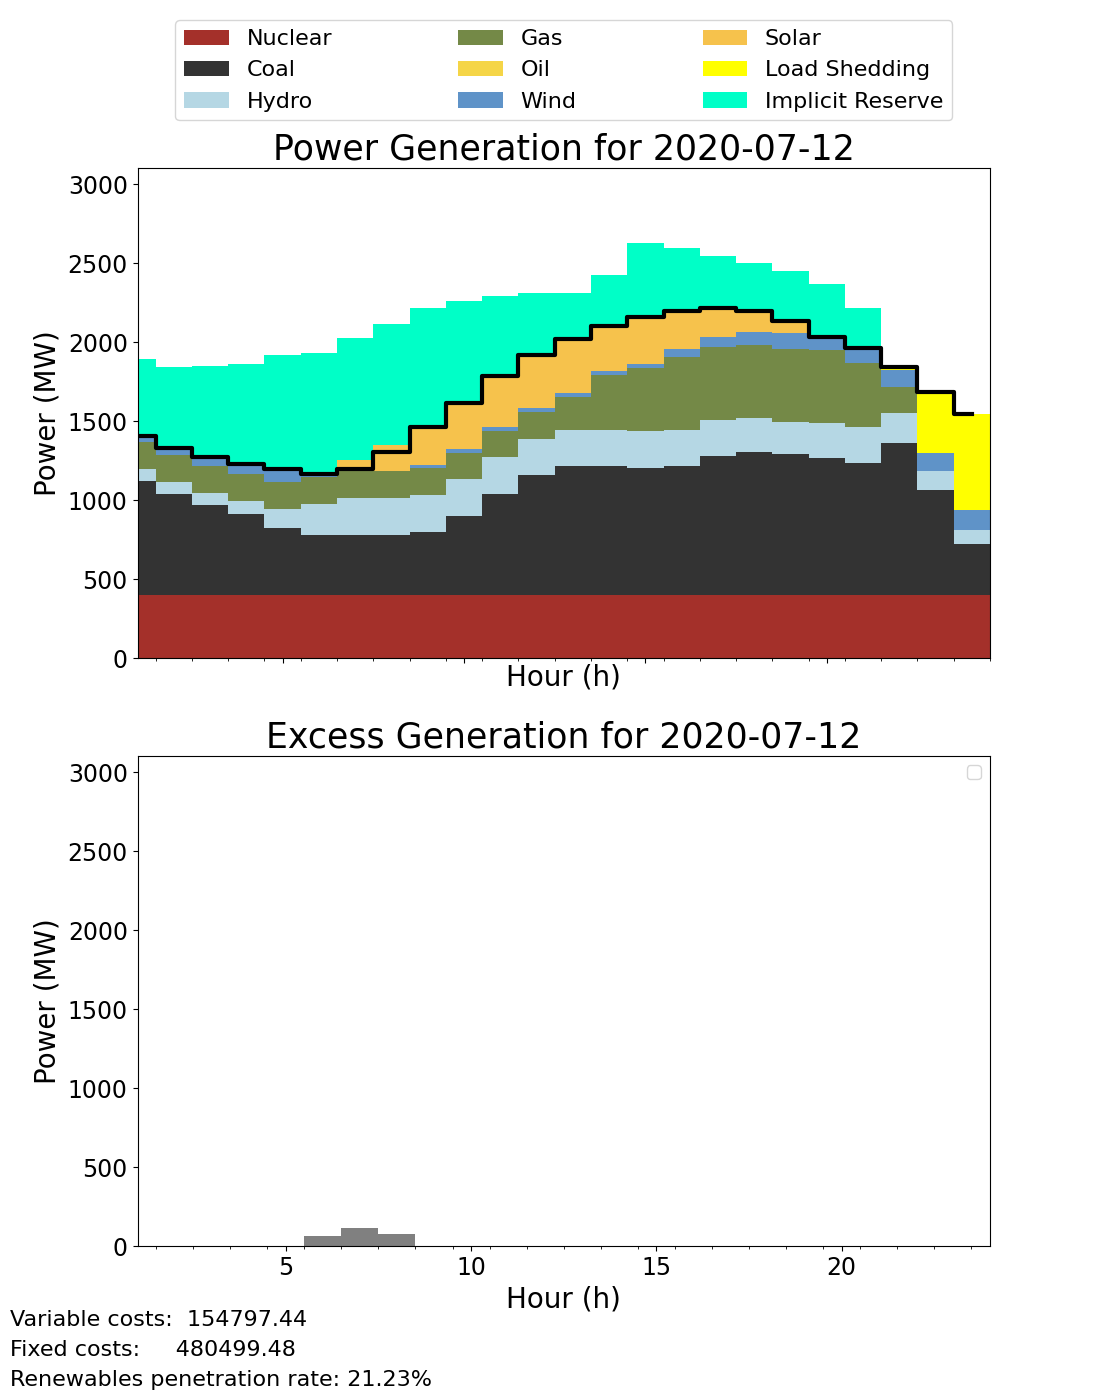 Nuclear Gas Solar
Coal Oil Load Shedding
Hydro Wind Implicit Reserve
Power Generation for 2020-07-12
3000
2500
2000
1500
1000
500
0
Power (MW)
Hour (h)
Excess Generation for 2020-07-12
3000
2500
2000
1500
1000
500
0
Power (MW)
5 10 15 20
Hour (h)
Variable costs: 154797.44
Fixed costs: 480499.48
Renewables penetration rate: 21.23%